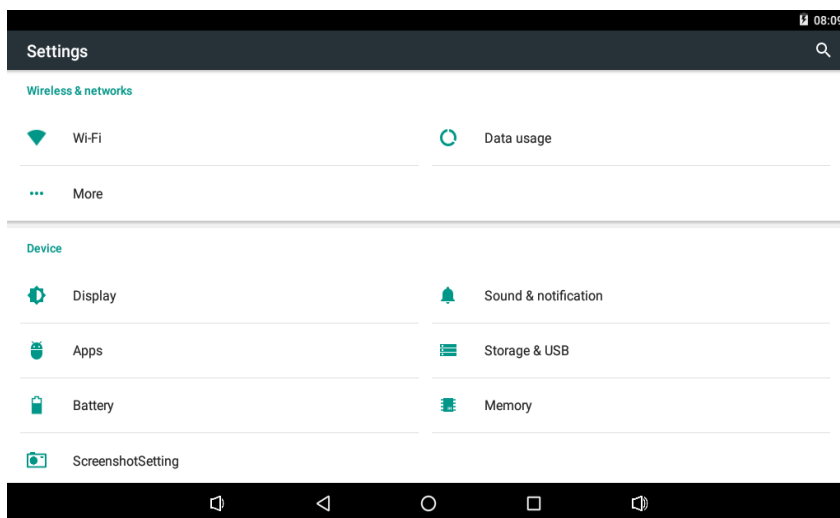 08:09
Settings
Wireless & networks
Wi-Fi
Data usage
More
Device
Display
Sound & notification
Apps
Storage & USB
Battery
Memory
ScreenshotSetting